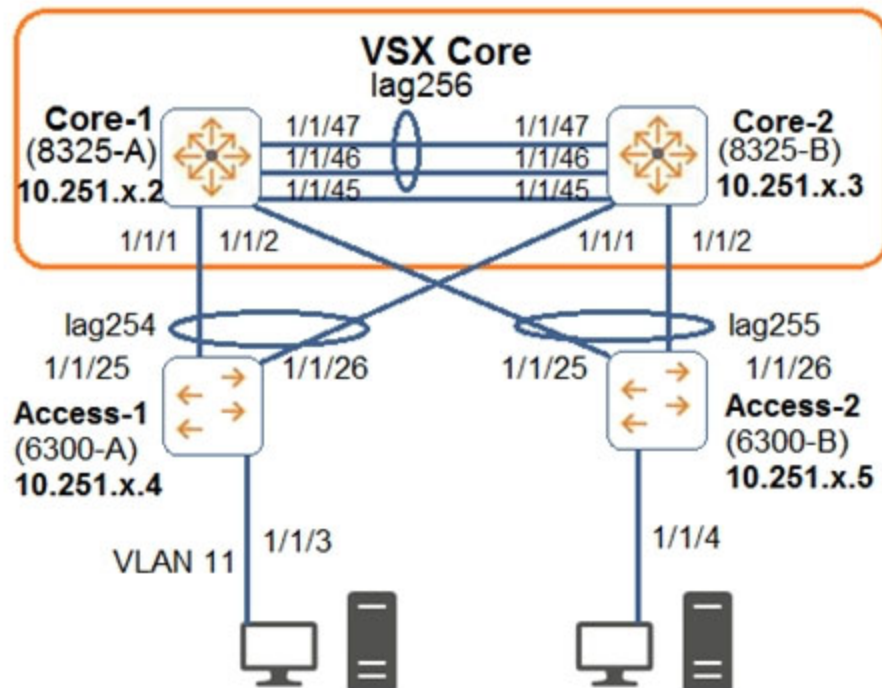 VSX Core
lag256
Core-1
(8325-A)
10.251.x.2
1/1/47
1/1/47
1/1/46
1/1/46
1/1/45
1/1/45
Core-2
(8325-B)
10.251.x.3
1/1/1
1/1/2
1/1/1
1/1/2
lag254
lag255
1/1/25
1/1/26
1/1/25
1/1/26
Access-1
(6300-A)
10.251.x.4
Access-2
(6300-B)
10.251.x.5
VLAN 11
1/1/3
1/1/4